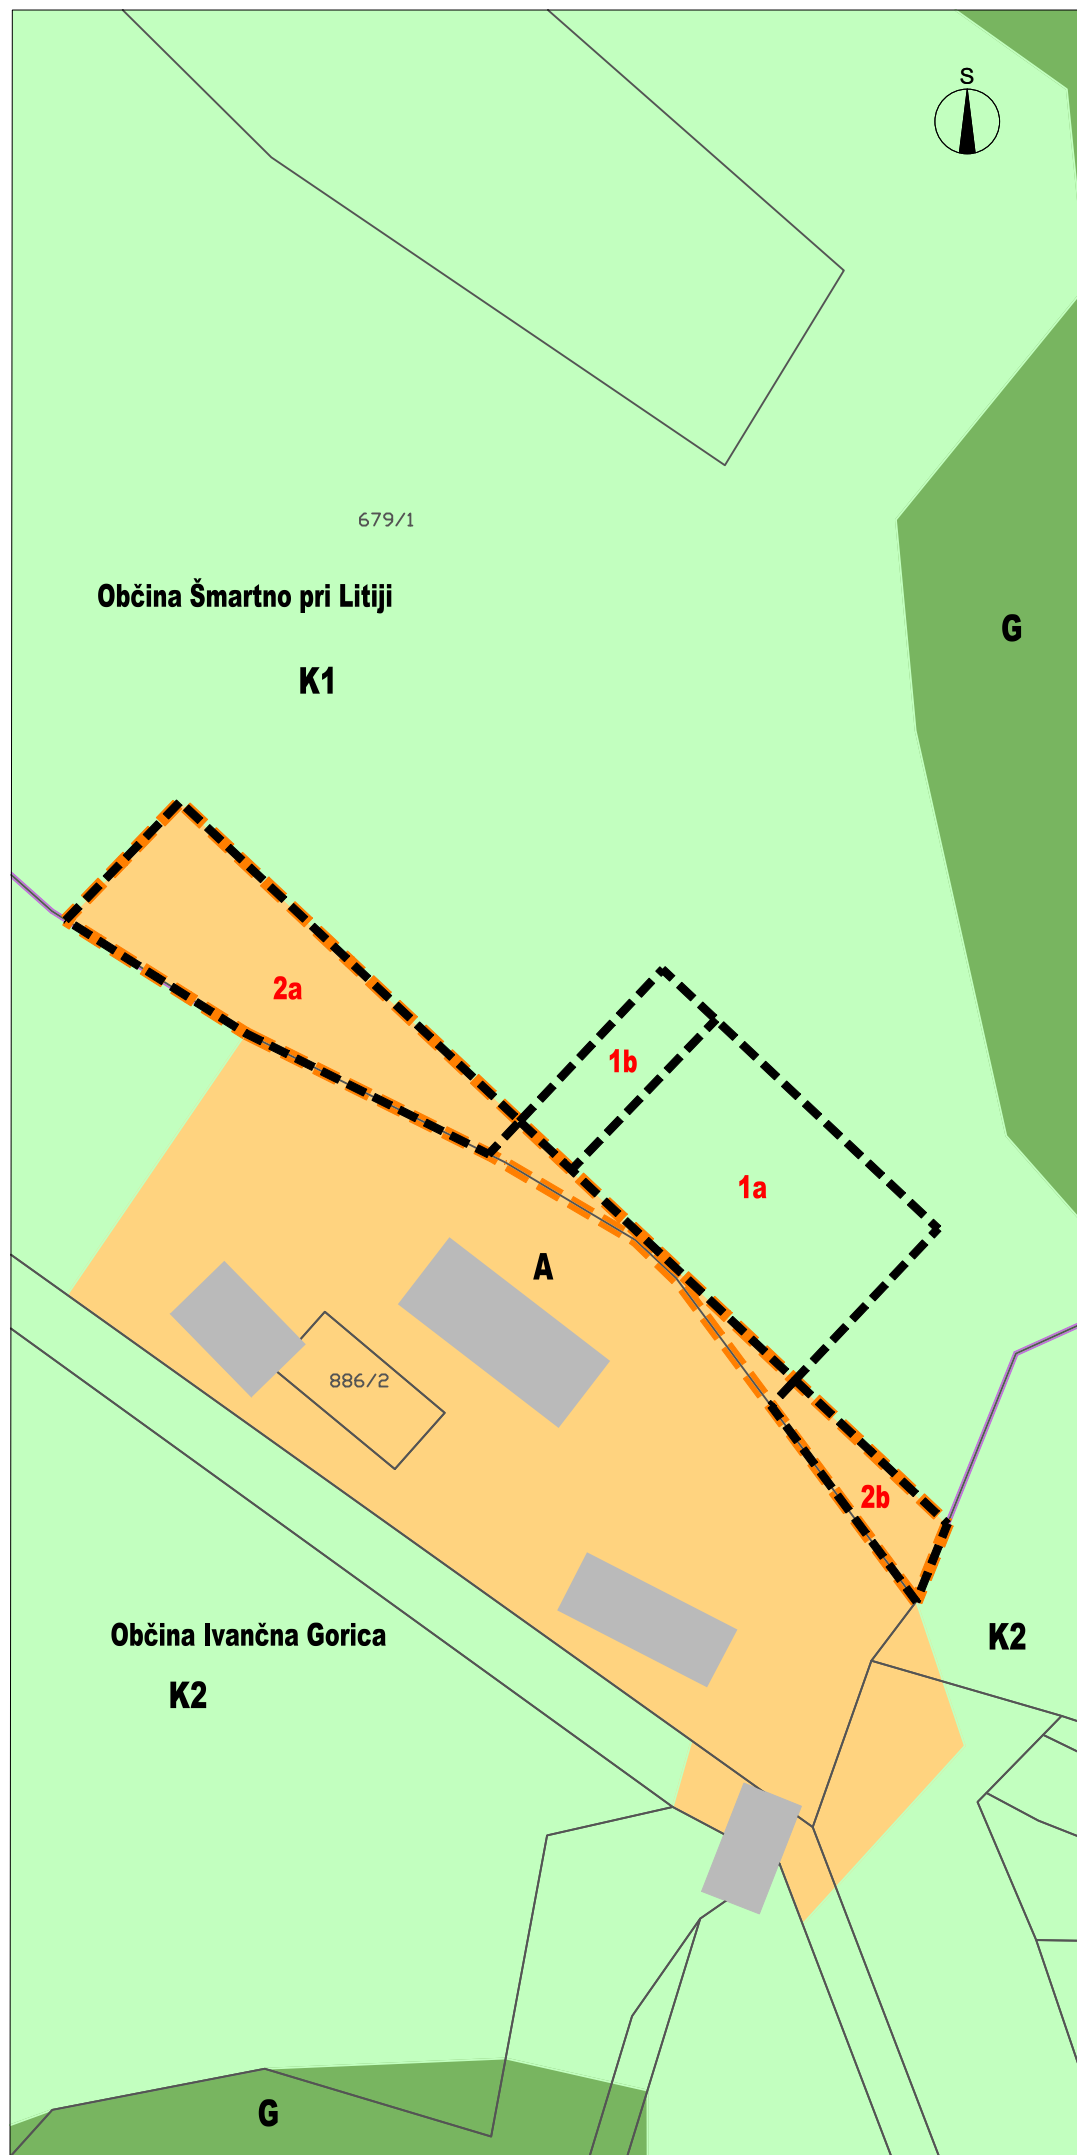 S
679/1
Občina Šmartno pri Litiji
G
K1
2a
1b
1a
A
886/2
2b
Občina Ivančna Gorica
K2
K2
G